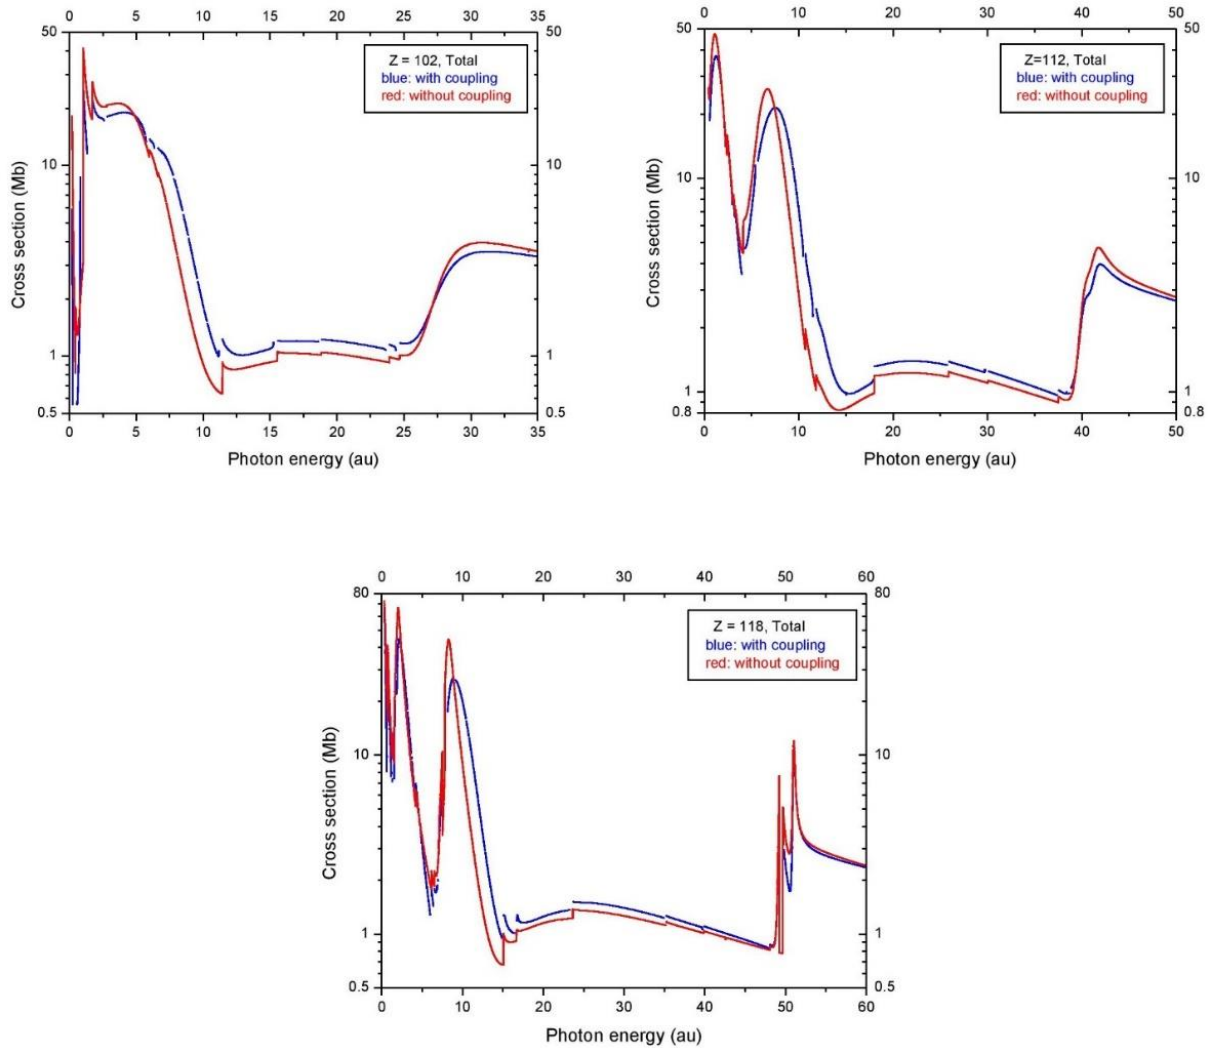 0 5 10 15 20 25 30 35
50 50
Z = 102, Total
blue: with coupling
red: without coupling
10 10
Cross section (Mb)
1 1
0.5 0.5
0 5 10 15 20 25 30 35
Photon energy (au)
0 10 20 30 40 50
50 50
Z=112, Total
blue: with coupling
red: without coupling
10 10
Cross section (Mb)
1 1
0.8 0.8
0 10 20 30 40 50
Photon energy (au)
0 10 20 30 40 50 60
80 80
Z = 118, Total
blue: with coupling
red: without coupling
10 10
Cross section (Mb)
1 1
0.5 0.5
0 10 20 30 40 50 60
Photon energy (au)